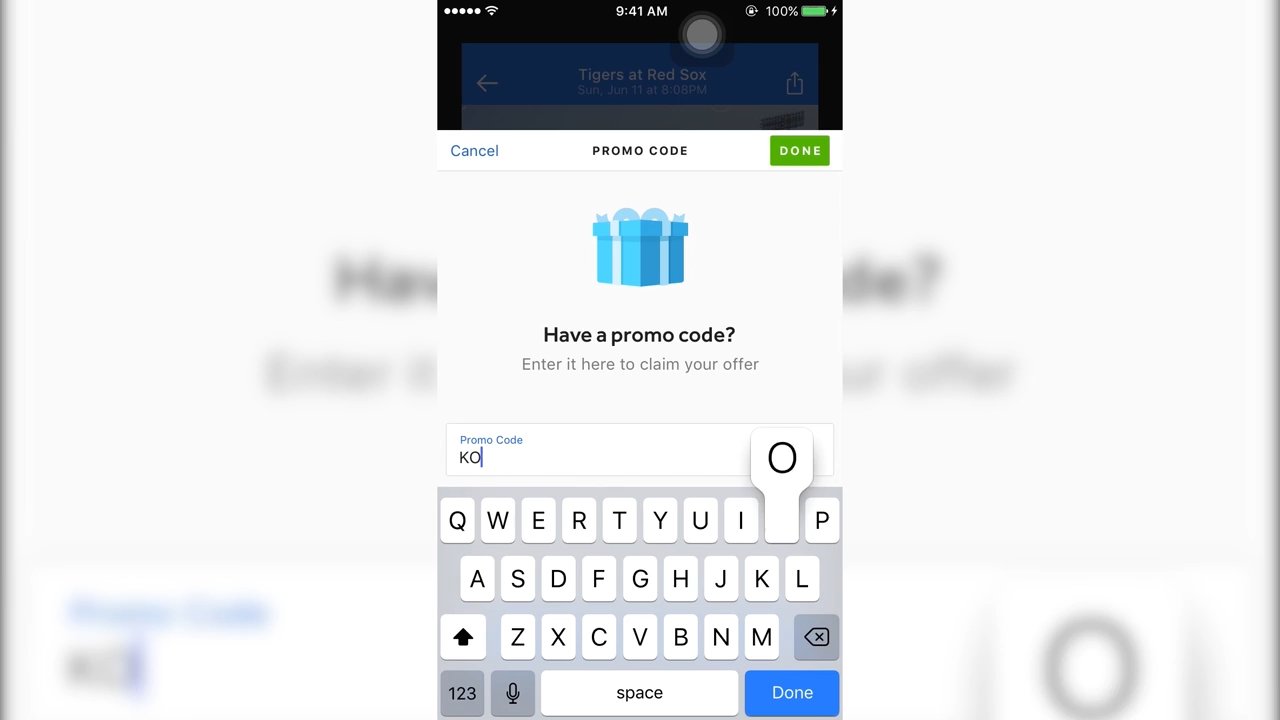 9:41 AM
100%
Tigers at Red Sox
Sun, Jun 11 at 8:08PM
Cancel
PROMO CODE
DONE
Have a promo code?
Enter it here to claim your offer
Promo Code
KO
O
Q W E R T Y U I P
A S D F G H J K L
Z X C V B N M
123
space
Done